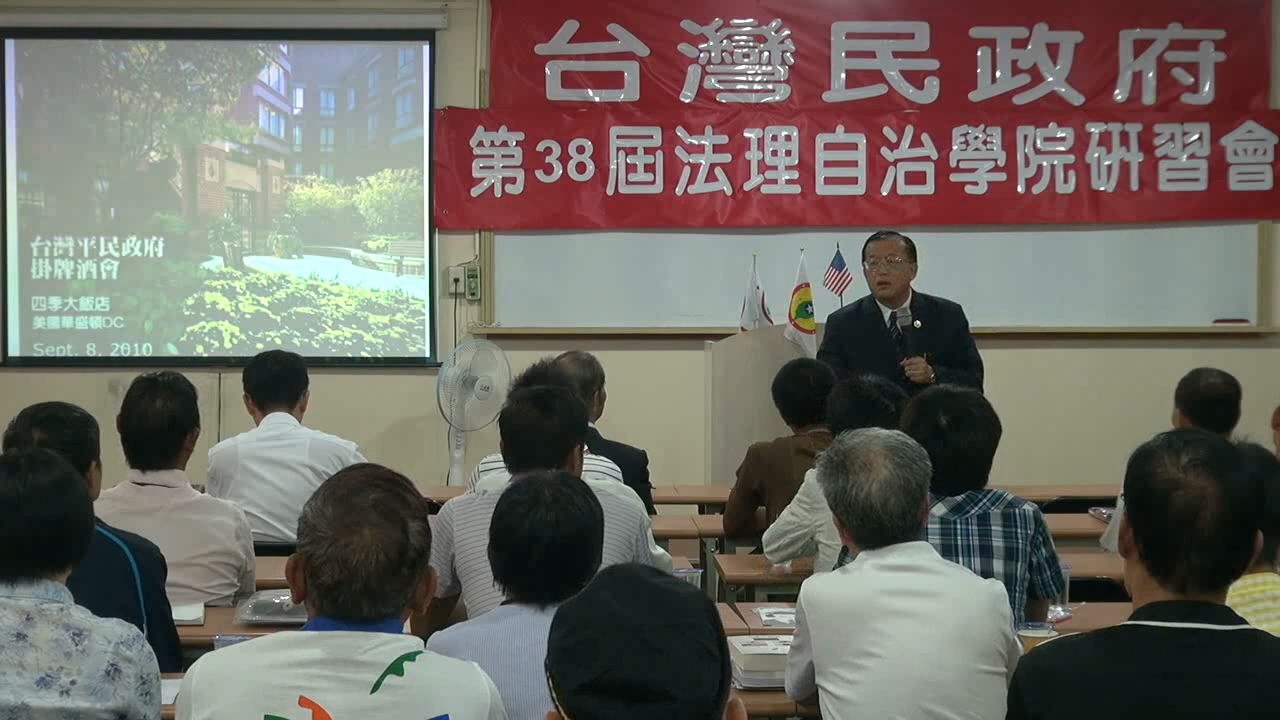 台灣民政府
第38屆法理自治學院研習會
台灣平民政府
掛牌酒會
四季大飯店
美國華盛頓DC
Sept. 8, 2010